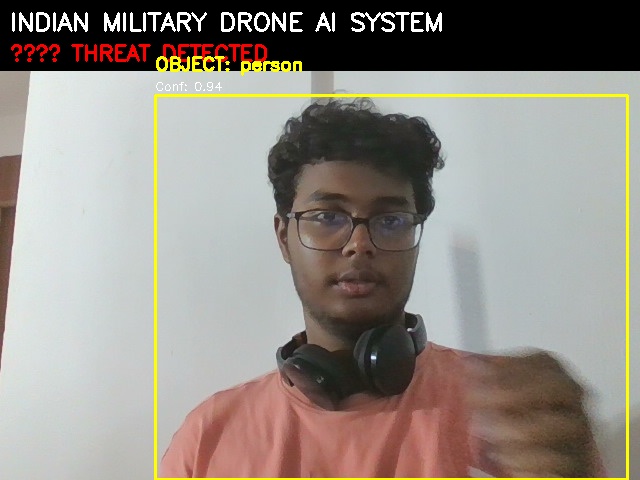 INDIAN MILITARY DRONE AI SYSTEM
???? THREAT DETECTED
OBJECT: person
Conf: 0.94